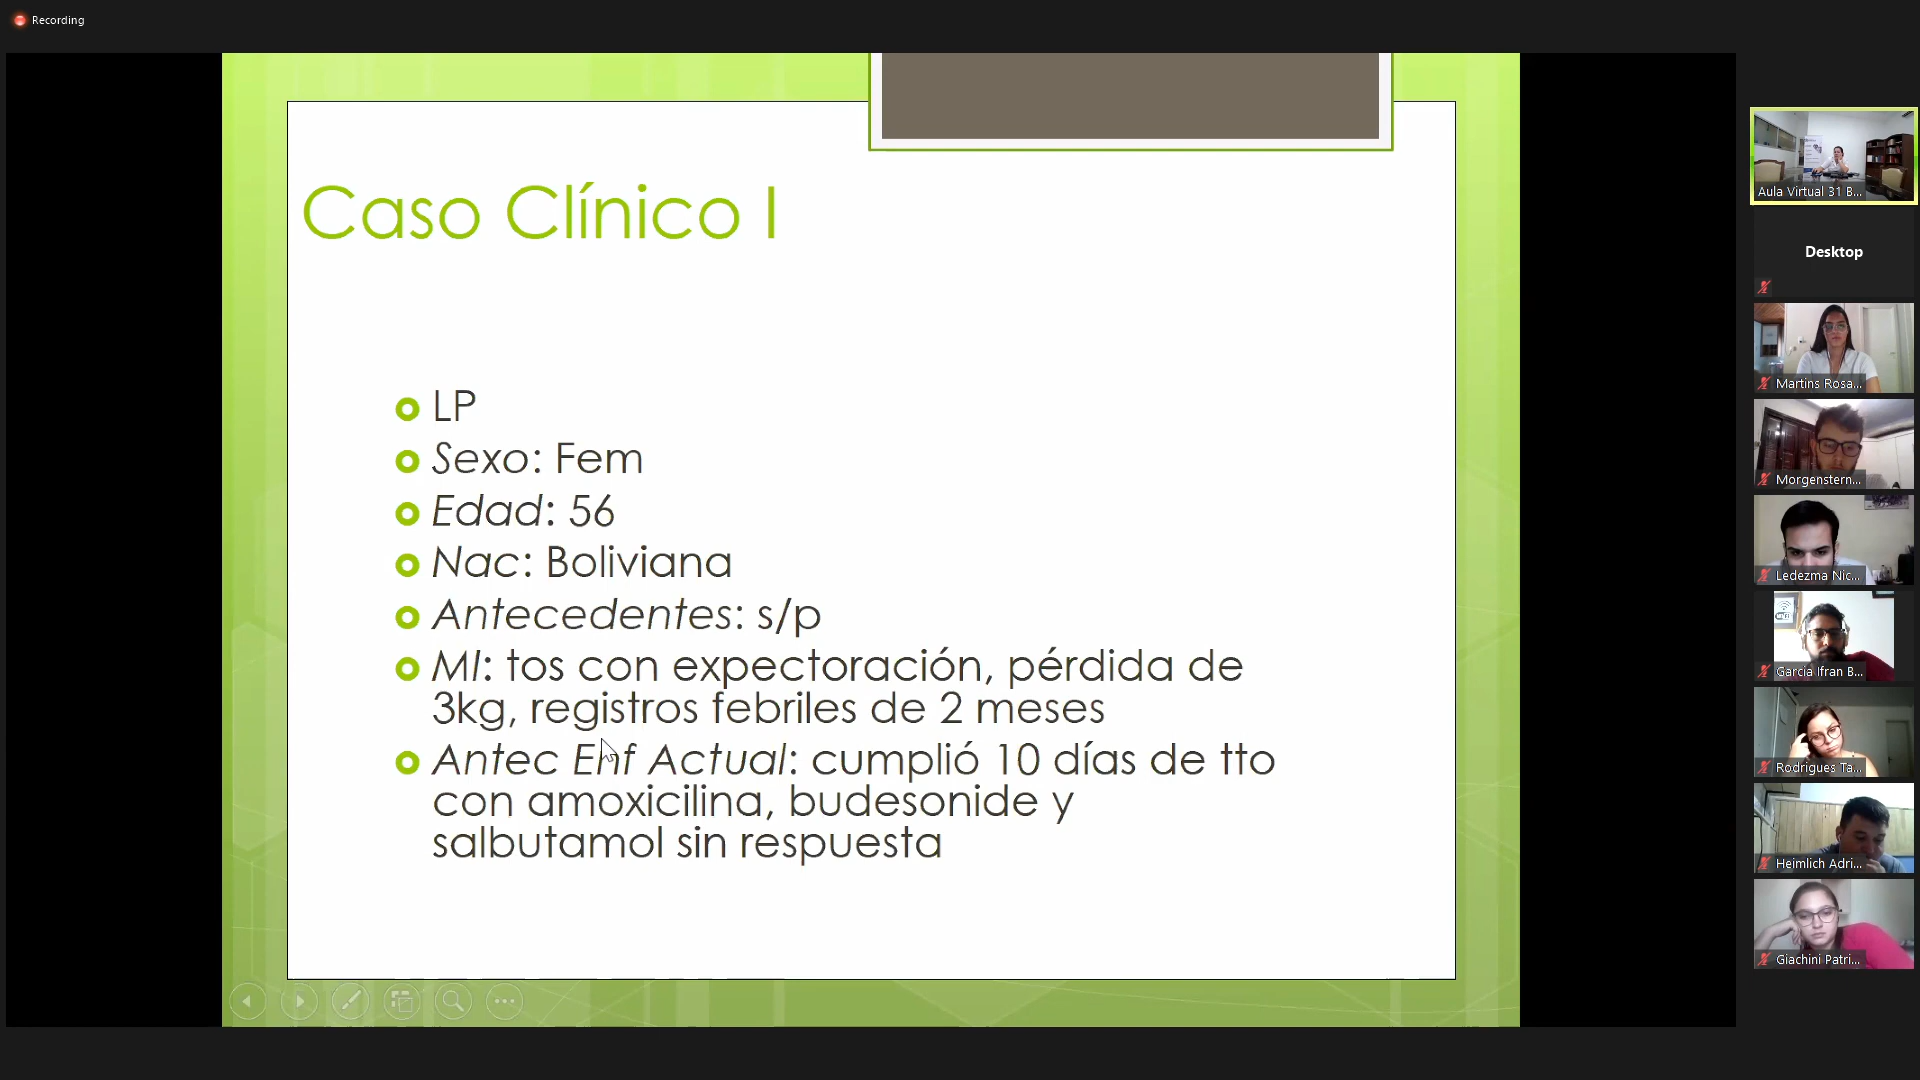 Recording
Caso Clínico I
LP
Sexo: Fem
Edad: 56
Nac: Boliviana
Antecedentes: s/p
MI: tos con expectoración, pérdida de
3kg, registros febriles de 2 meses
Antec Enf Actual: cumplió 10 días de tto
con amoxicilina, budesonide y
salbutamol sin respuesta
Aula Virtual 31 B...
Desktop
Martins Rosa...
Morgenstern...
Ledezma Nic...
Garcia Ifran B...
Rodrigues Ta...
Heimlich Adri...
Giachini Patri...